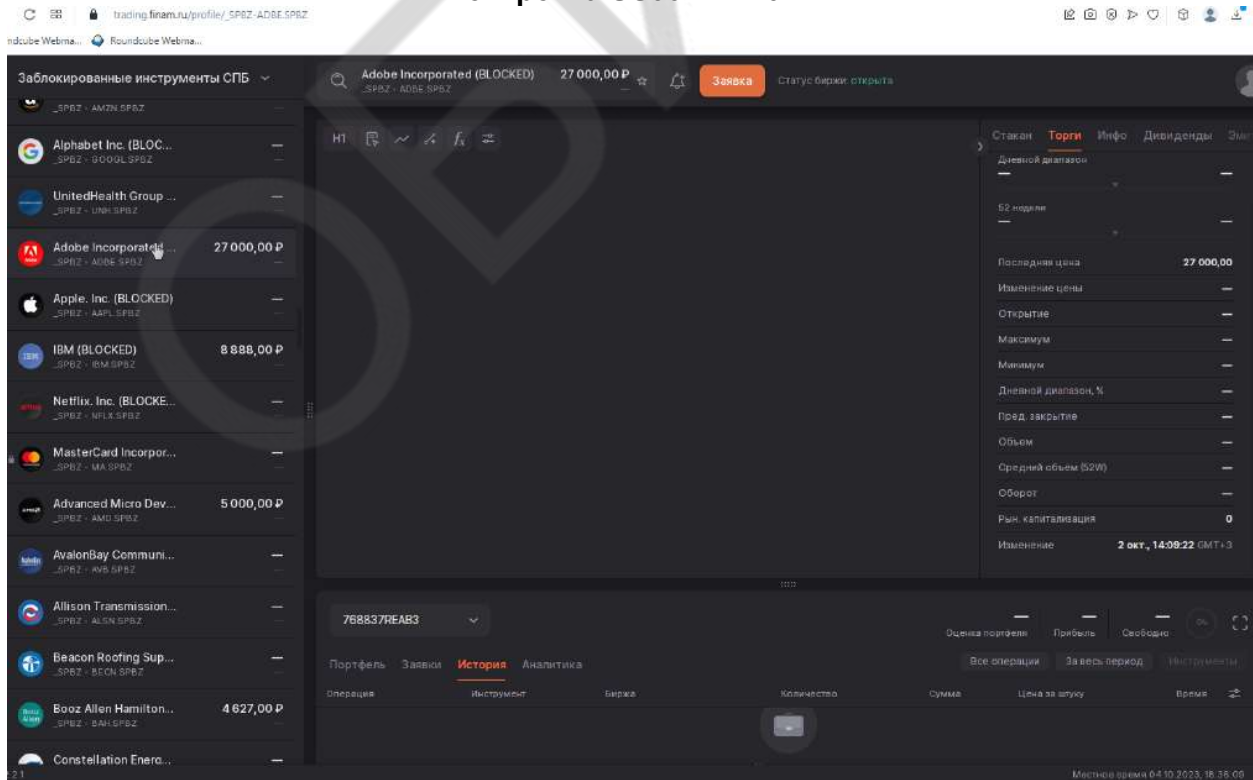 trading.finam.ru/profile/_SPBZ-ADBE.SPBZ
Roundcube Webma...
Заблокированные инструменты СПБ
_SPBZ - AMZN.SPBZ
Alphabet Inc. (BLOC... —
_SPBZ - GOOGL.SPBZ
UnitedHealth Group ... —
_SPBZ - UNH.SPBZ
Adobe Incorporated ... 27 000,00 ₽
_SPBZ - ADBE.SPBZ
Apple. Inc. (BLOCKED) —
_SPBZ - AAPL.SPBZ
IBM (BLOCKED) 8 888,00 ₽
_SPBZ - IBM.SPBZ
Netflix. Inc. (BLOCKE... —
_SPBZ - NFLX.SPBZ
MasterCard Incorpor... —
_SPBZ - MA.SPBZ
Advanced Micro Dev... 5 000,00 ₽
_SPBZ - AMD.SPBZ
AvalonBay Communi... —
_SPBZ - AVB.SPBZ
Allison Transmission... —
_SPBZ - ALSN.SPBZ
Beacon Roofing Sup... —
_SPBZ - BECN.SPBZ
Booz Allen Hamilton... 4 627,00 ₽
_SPBZ - BAH.SPBZ
Constellation Energ... —
Adobe Incorporated (BLOCKED) 27 000,00 ₽
_SPBZ - ADBE.SPBZ —
Заявка
Статус биржи: открыта
H1
Стакан Торги Инфо Дивиденды
Дневной диапазон
— —
52 недели
— —
Последняя цена 27 000,00
Изменение цены —
Открытие —
Максимум —
Минимум —
Дневной диапазон, % —
Пред. закрытие —
Объем —
Средний объем (52W) —
Оборот —
Рын. капитализация 0
Изменение 2 окт., 14:09:22 GMT+3
768837REAB3
Оценка портфеля Прибыль Свободно 0%
Портфель Заявки История Аналитика
Все операции За весь период Инструменты
Операция Инструмент Биржа Количество Сумма Цена за штуку Время
Местное время 04.10.2023, 18:36:00